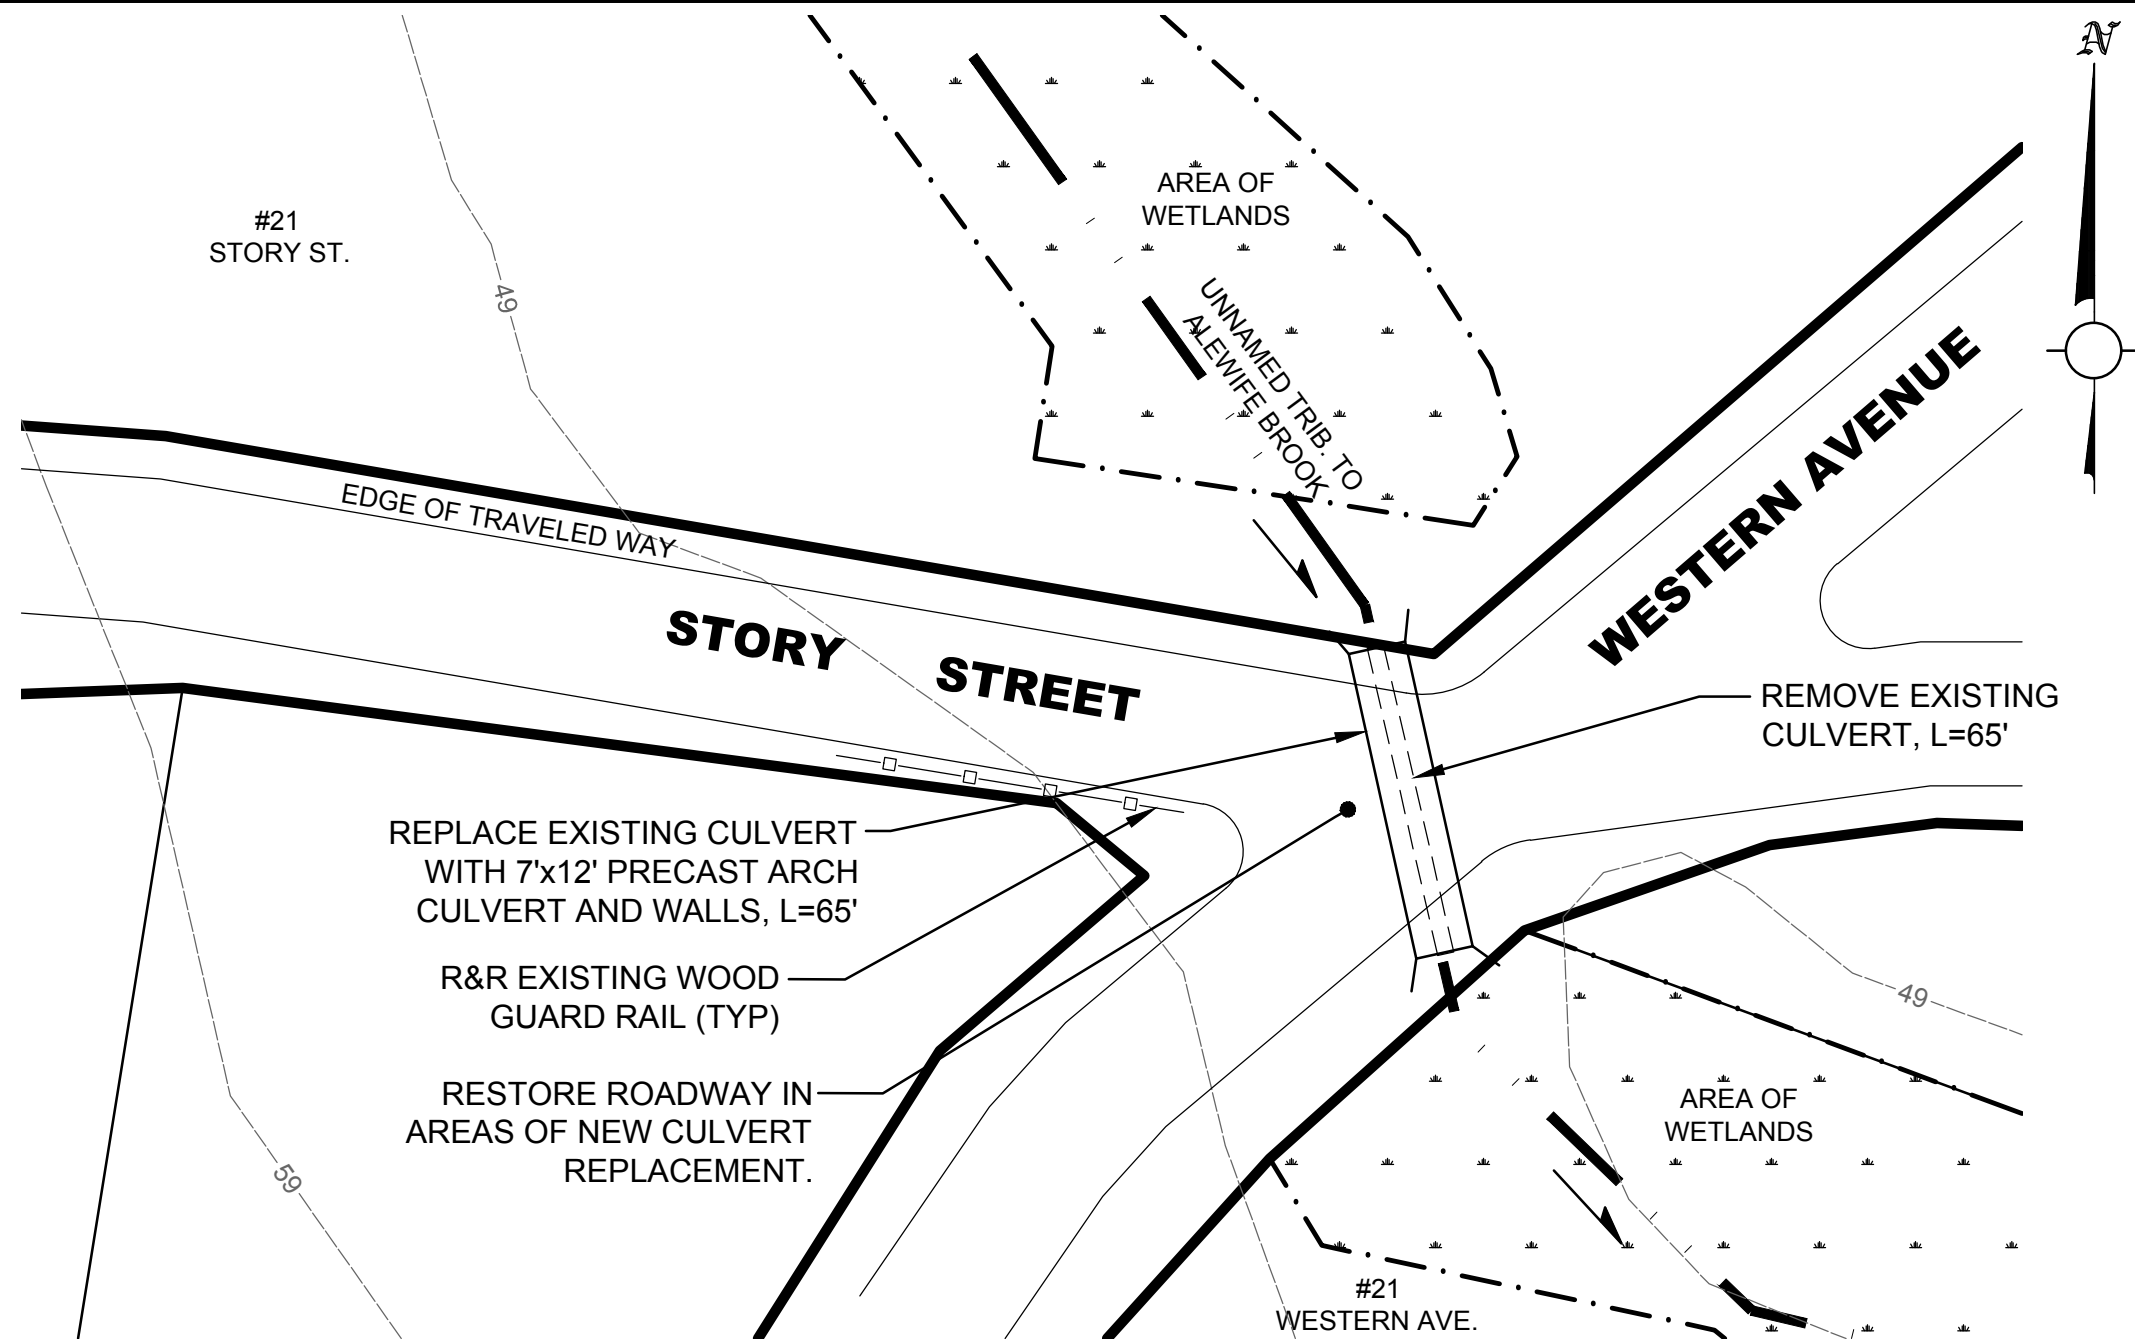 N
#21
STORY ST.
AREA OF
WETLANDS
49
UNNAMED TRIB. TO
ALEWIFE BROOK
WESTERN AVENUE
EDGE OF TRAVELED WAY
STORY STREET
REMOVE EXISTING
CULVERT, L=65'
REPLACE EXISTING CULVERT
WITH 7'x12' PRECAST ARCH
CULVERT AND WALLS, L=65'
R&R EXISTING WOOD
GUARD RAIL (TYP)
49
RESTORE ROADWAY IN
AREAS OF NEW CULVERT
REPLACEMENT.
AREA OF
WETLANDS
59
#21
WESTERN AVE.